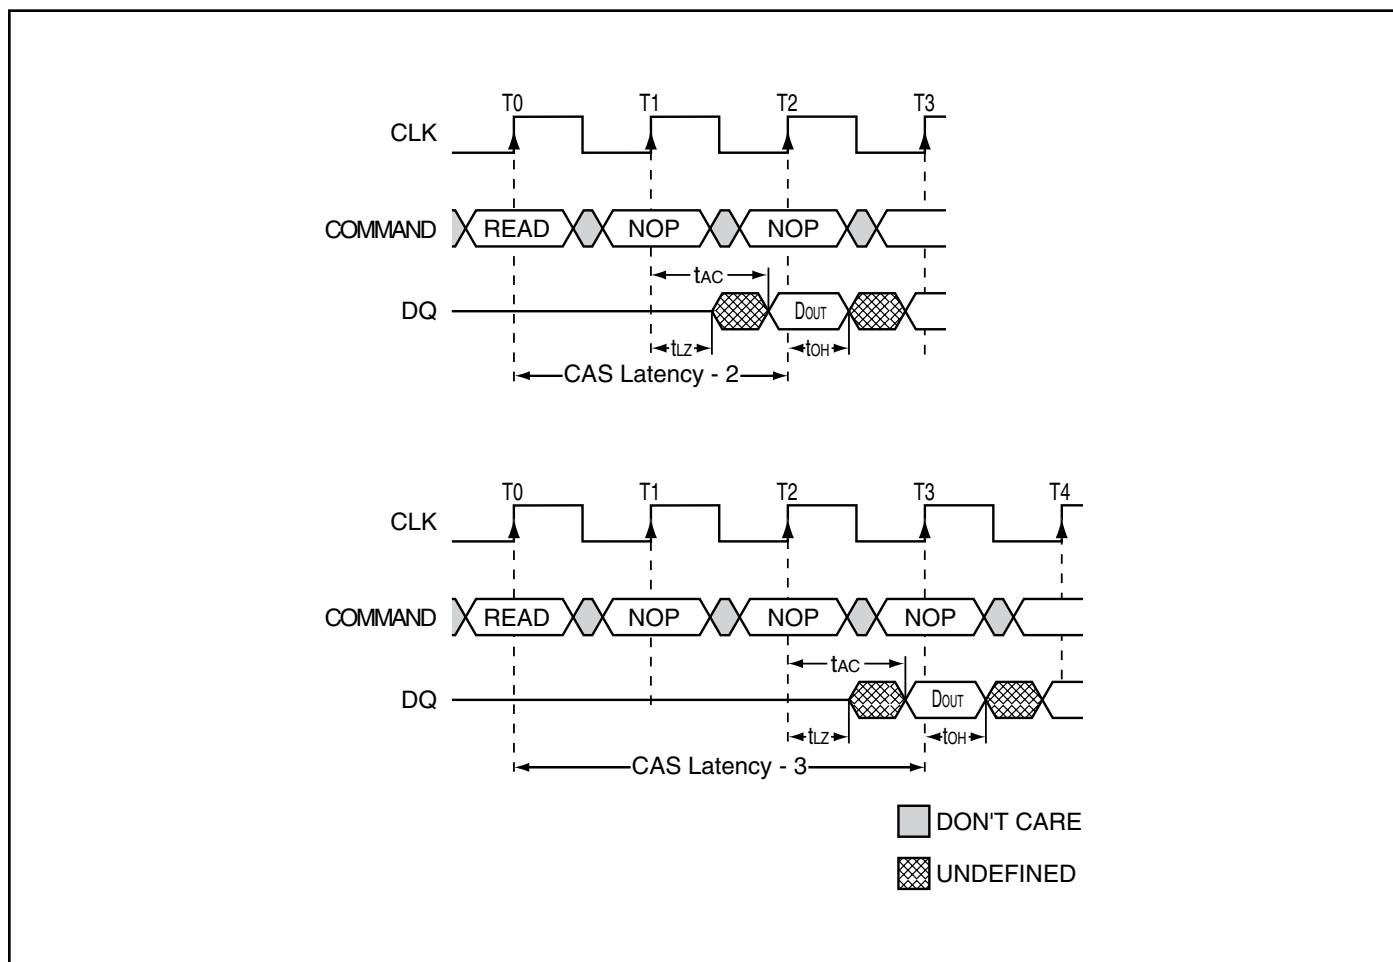 T0 T1 T2 T3
CLK
COMMAND READ NOP NOP
tAC
DQ DOUT
tLZ tOH
CAS Latency - 2
T0 T1 T2 T3 T4
CLK
COMMAND READ NOP NOP NOP
tAC
DQ DOUT
tLZ tOH
CAS Latency - 3
DON'T CARE
UNDEFINED